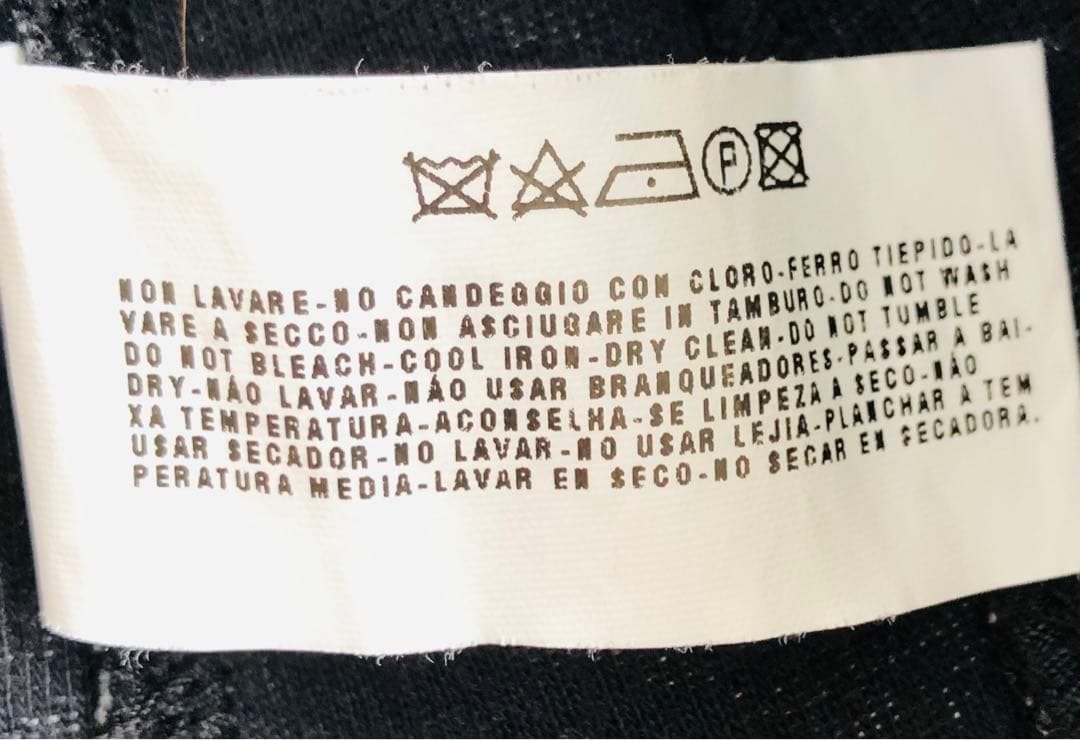 P
NON LAVARE-NO CANDEGGIO CON CLORO-FERRO TIEPIDO-LA
VARE A SECCO-NON ASCIUGARE IN TAMBURO-DO NOT WASH
DO NOT BLEACH-COOL IRON-DRY CLEAN-DO NOT TUMBLE
DRY-NÁO LAVAR-NÁO USAR BRANQUEADORES-PASSAR A BAI-
XA TEMPERATURA-ACONSELHA-SE LIMPEZA A SECO-NÁO
USAR SECADOR-NO LAVAR-NO USAR LEJIA-PLANCHAR A TEM
PERATURA MEDIA-LAVAR EN SECO-NO SECAR EN SECADORA.